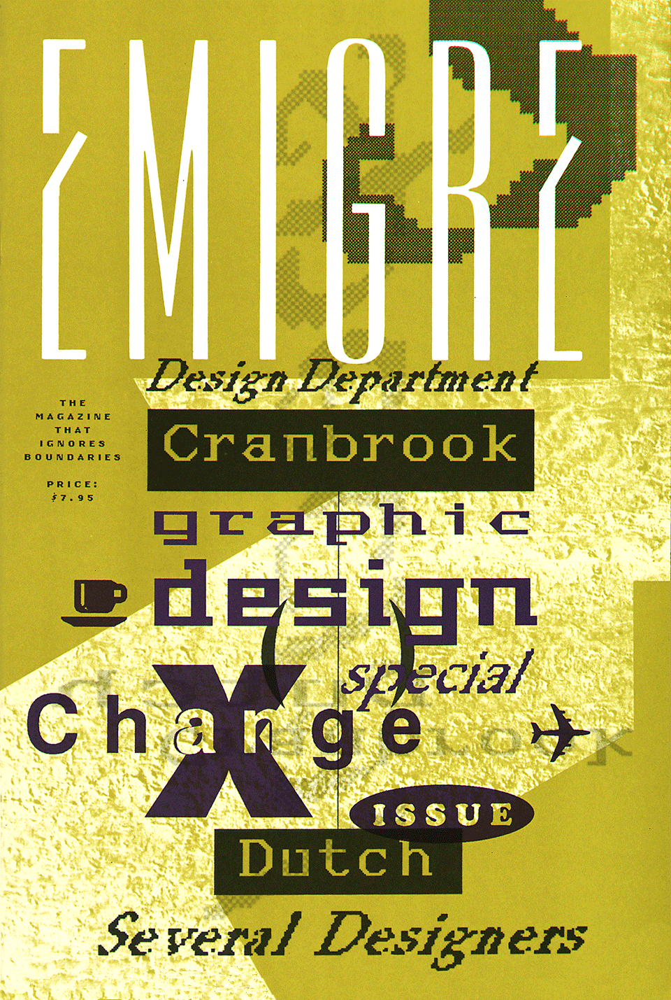 EMIGRE
Design Department
THE
MAGAZINE
THAT
IGNORES
BOUNDARIES
PRICE:
$7.95
Cranbrook
graphic
design
special
X
Change
ISSUE
Dutch
Several Designers